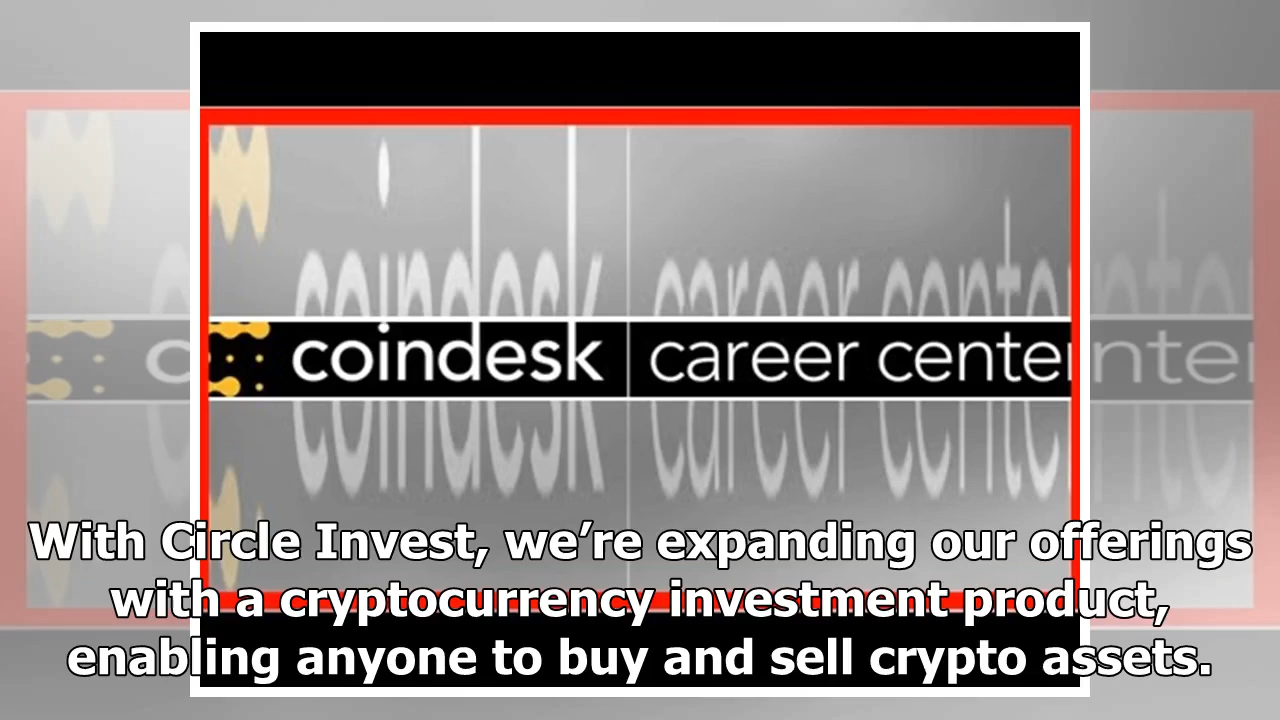 coindesk career center
With Circle Invest, we’re expanding our offerings
with a cryptocurrency investment product,
enabling anyone to buy and sell crypto assets.